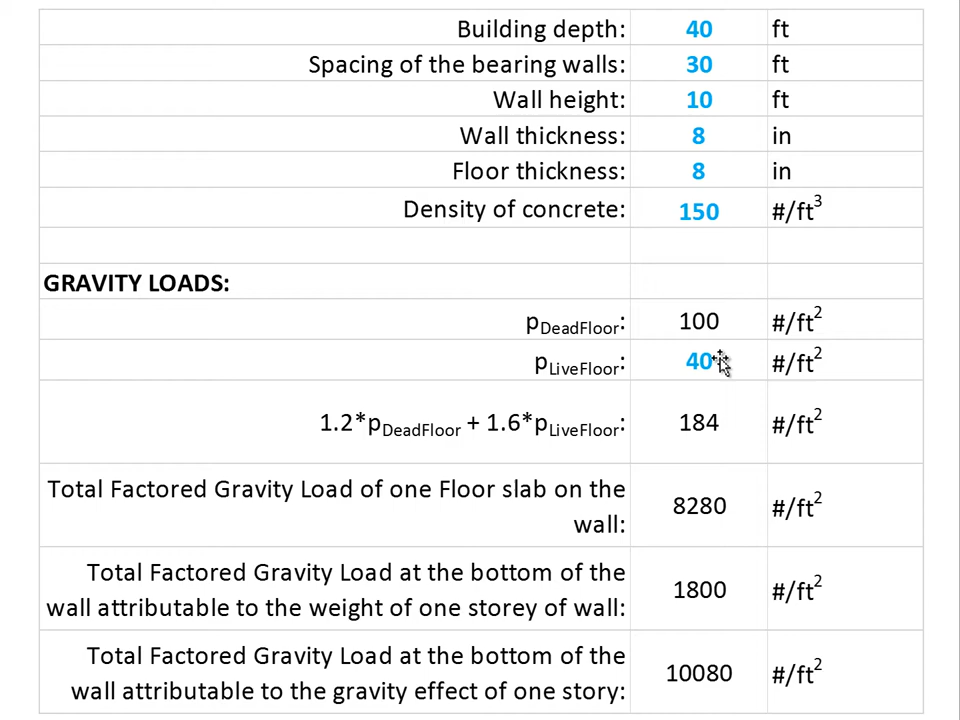 Building depth: 40 ft
Spacing of the bearing walls: 30 ft
Wall height: 10 ft
Wall thickness: 8 in
Floor thickness: 8 in
Density of concrete: 150 #/ft³
GRAVITY LOADS:
pDeadFloor: 100 #/ft²
pLiveFloor: 40 #/ft²
1.2*pDeadFloor + 1.6*pLiveFloor: 184 #/ft²
Total Factored Gravity Load of one Floor slab on the
wall: 8280 #/ft²
Total Factored Gravity Load at the bottom of the
wall attributable to the weight of one storey of wall: 1800 #/ft²
Total Factored Gravity Load at the bottom of the
wall attributable to the gravity effect of one story: 10080 #/ft²